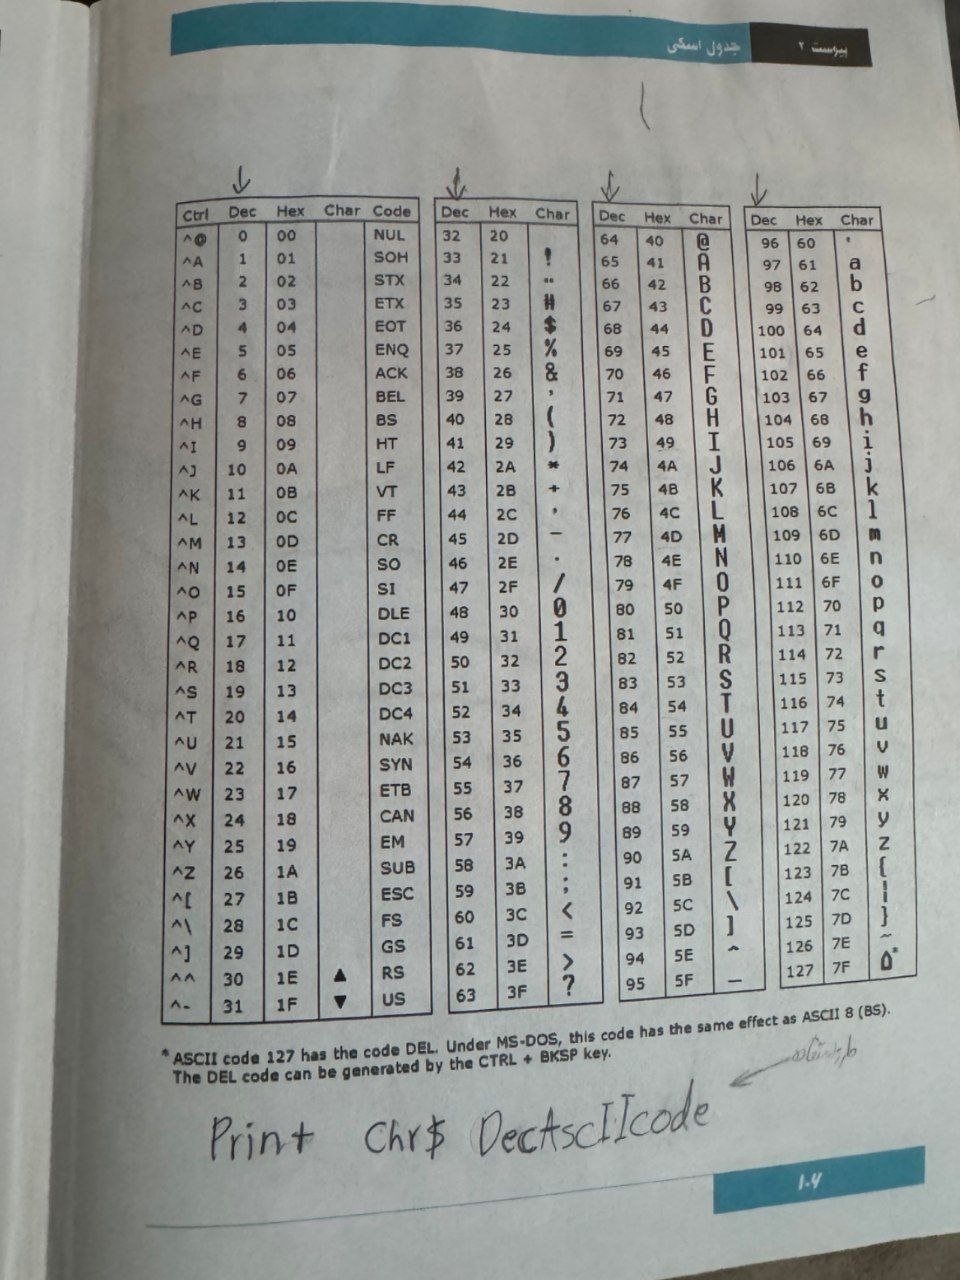 پیوست ۲ جدول اسکی
Ctrl Dec Hex Char Code Dec Hex Char Dec Hex Char Dec Hex Char
^@ 0 00 NUL 32 20 64 40 @ 96 60 '
^A 1 01 SOH 33 21 ! 65 41 A 97 61 a
^B 2 02 STX 34 22 " 66 42 B 98 62 b
^C 3 03 ETX 35 23 # 67 43 C 99 63 c
^D 4 04 EOT 36 24 $ 68 44 D 100 64 d
^E 5 05 ENQ 37 25 % 69 45 E 101 65 e
^F 6 06 ACK 38 26 & 70 46 F 102 66 f
^G 7 07 BEL 39 27 ' 71 47 G 103 67 g
^H 8 08 BS 40 28 ( 72 48 H 104 68 h
^I 9 09 HT 41 29 ) 73 49 I 105 69 i
^J 10 0A LF 42 2A * 74 4A J 106 6A j
^K 11 0B VT 43 2B + 75 4B K 107 6B k
^L 12 0C FF 44 2C , 76 4C L 108 6C l
^M 13 0D CR 45 2D - 77 4D M 109 6D m
^N 14 0E SO 46 2E . 78 4E N 110 6E n
^O 15 0F SI 47 2F / 79 4F O 111 6F o
^P 16 10 DLE 48 30 0 80 50 P 112 70 p
^Q 17 11 DC1 49 31 1 81 51 Q 113 71 q
^R 18 12 DC2 50 32 2 82 52 R 114 72 r
^S 19 13 DC3 51 33 3 83 53 S 115 73 s
^T 20 14 DC4 52 34 4 84 54 T 116 74 t
^U 21 15 NAK 53 35 5 85 55 U 117 75 u
^V 22 16 SYN 54 36 6 86 56 V 118 76 v
^W 23 17 ETB 55 37 7 87 57 W 119 77 w
^X 24 18 CAN 56 38 8 88 58 X 120 78 x
^Y 25 19 EM 57 39 9 89 59 Y 121 79 y
^Z 26 1A SUB 58 3A : 90 5A Z 122 7A z
^[ 27 1B ESC 59 3B ; 91 5B [ 123 7B {
^\ 28 1C FS 60 3C < 92 5C \ 124 7C ¦
^] 29 1D GS 61 3D = 93 5D ] 125 7D }
^^ 30 1E ▲ RS 62 3E > 94 5E ^ 126 7E ~
^- 31 1F ▼ US 63 3F ? 95 5F _ 127 7F ⌂*
* ASCII code 127 has the code DEL. Under MS-DOS, this code has the same effect as ASCII 8 (BS).
The DEL code can be generated by the CTRL + BKSP key.
Print Chr$ DecAscIIcode
۱۰۶